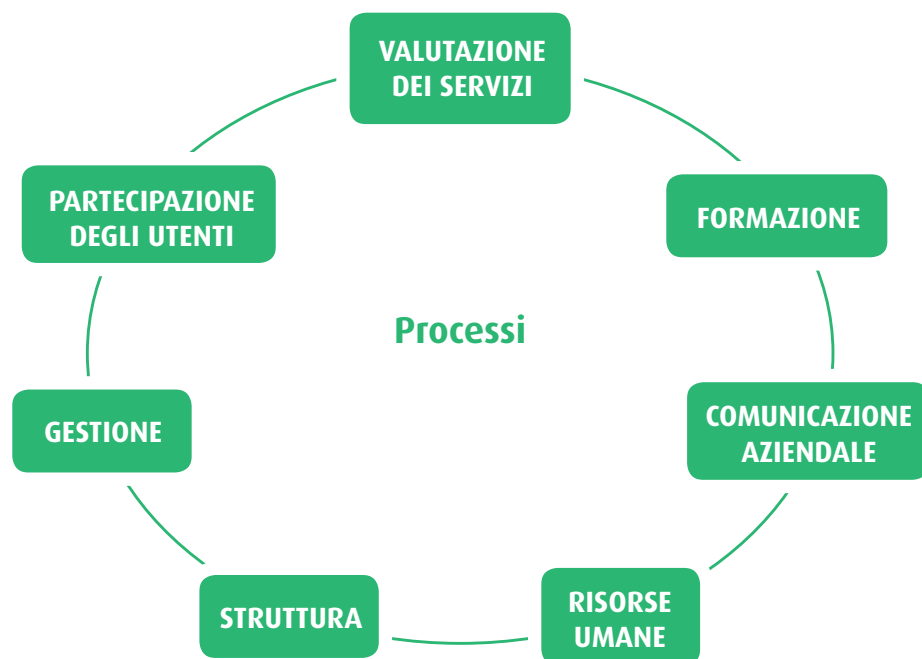 VALUTAZIONE
DEI SERVIZI
PARTECIPAZIONE
DEGLI UTENTI
FORMAZIONE
Processi
GESTIONE
COMUNICAZIONE
AZIENDALE
STRUTTURA
RISORSE
UMANE